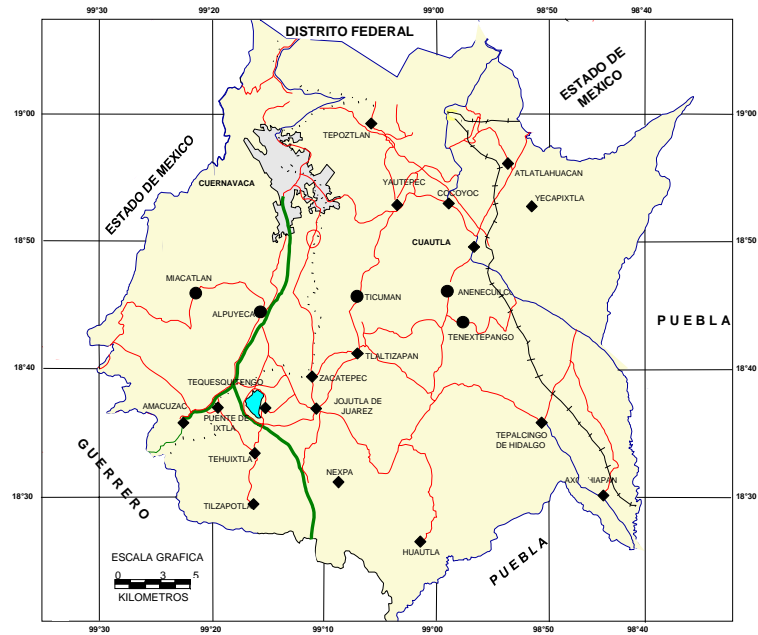 99°30 99°20 99°00 98°50 98°40
DISTRITO FEDERAL
ESTADO DE
MEXICO
19°00 19°00
TEPOZTLAN
ESTADO DE MEXICO
ATLATLAHUACAN
CUERNAVACA
YAUTEPEC
COCOYOC
YECAPIXTLA
18°50 18°50
CUAUTLA
MIACATLAN
TICUMAN
ANENECUILC
ALPUYECA
PUEBLA
TENEXTEPANGO
TLALTIZAPAN
18°40 18°40
TEQUESQUITENGO
ZACATEPEC
AMACUZAC
JOJUTLA DE
JUAREZ
PUENTE DE
IXTLA
TEPALCINGO
DE HIDALGO
GUERRERO
TEHUIXTLA
NEXPA
18°30 18°30
TILZAPOTLA
HUAUTLA
PUEBLA
ESCALA GRAFICA
0 3 5
KILOMETROS
99°30 99°20 99°10 99°00 98°50 98°40